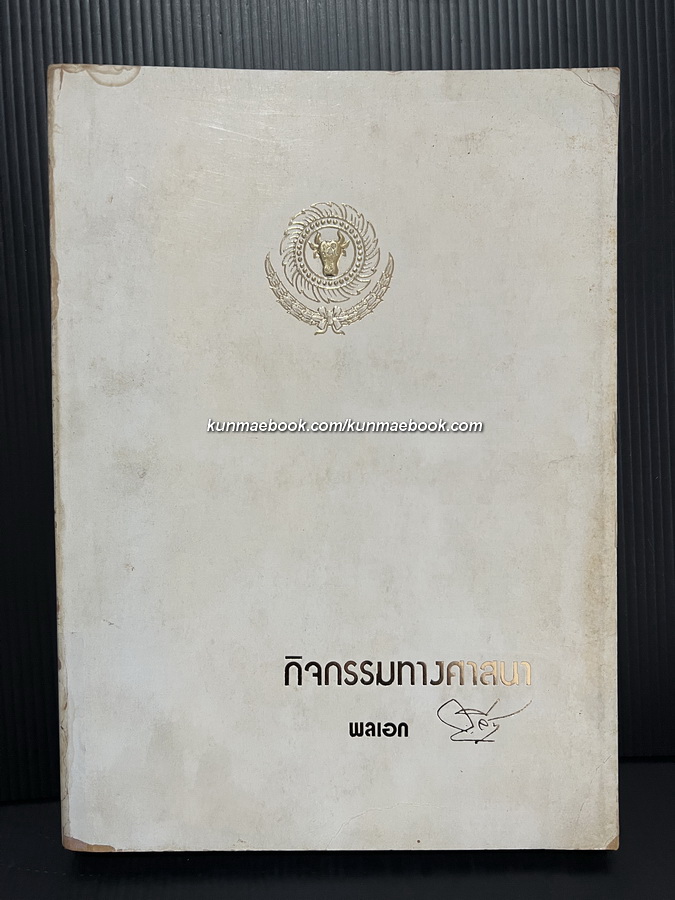 kunmaebook.com/kunmaebook.com
กิจกรรมทางศาสนา
พลเอก